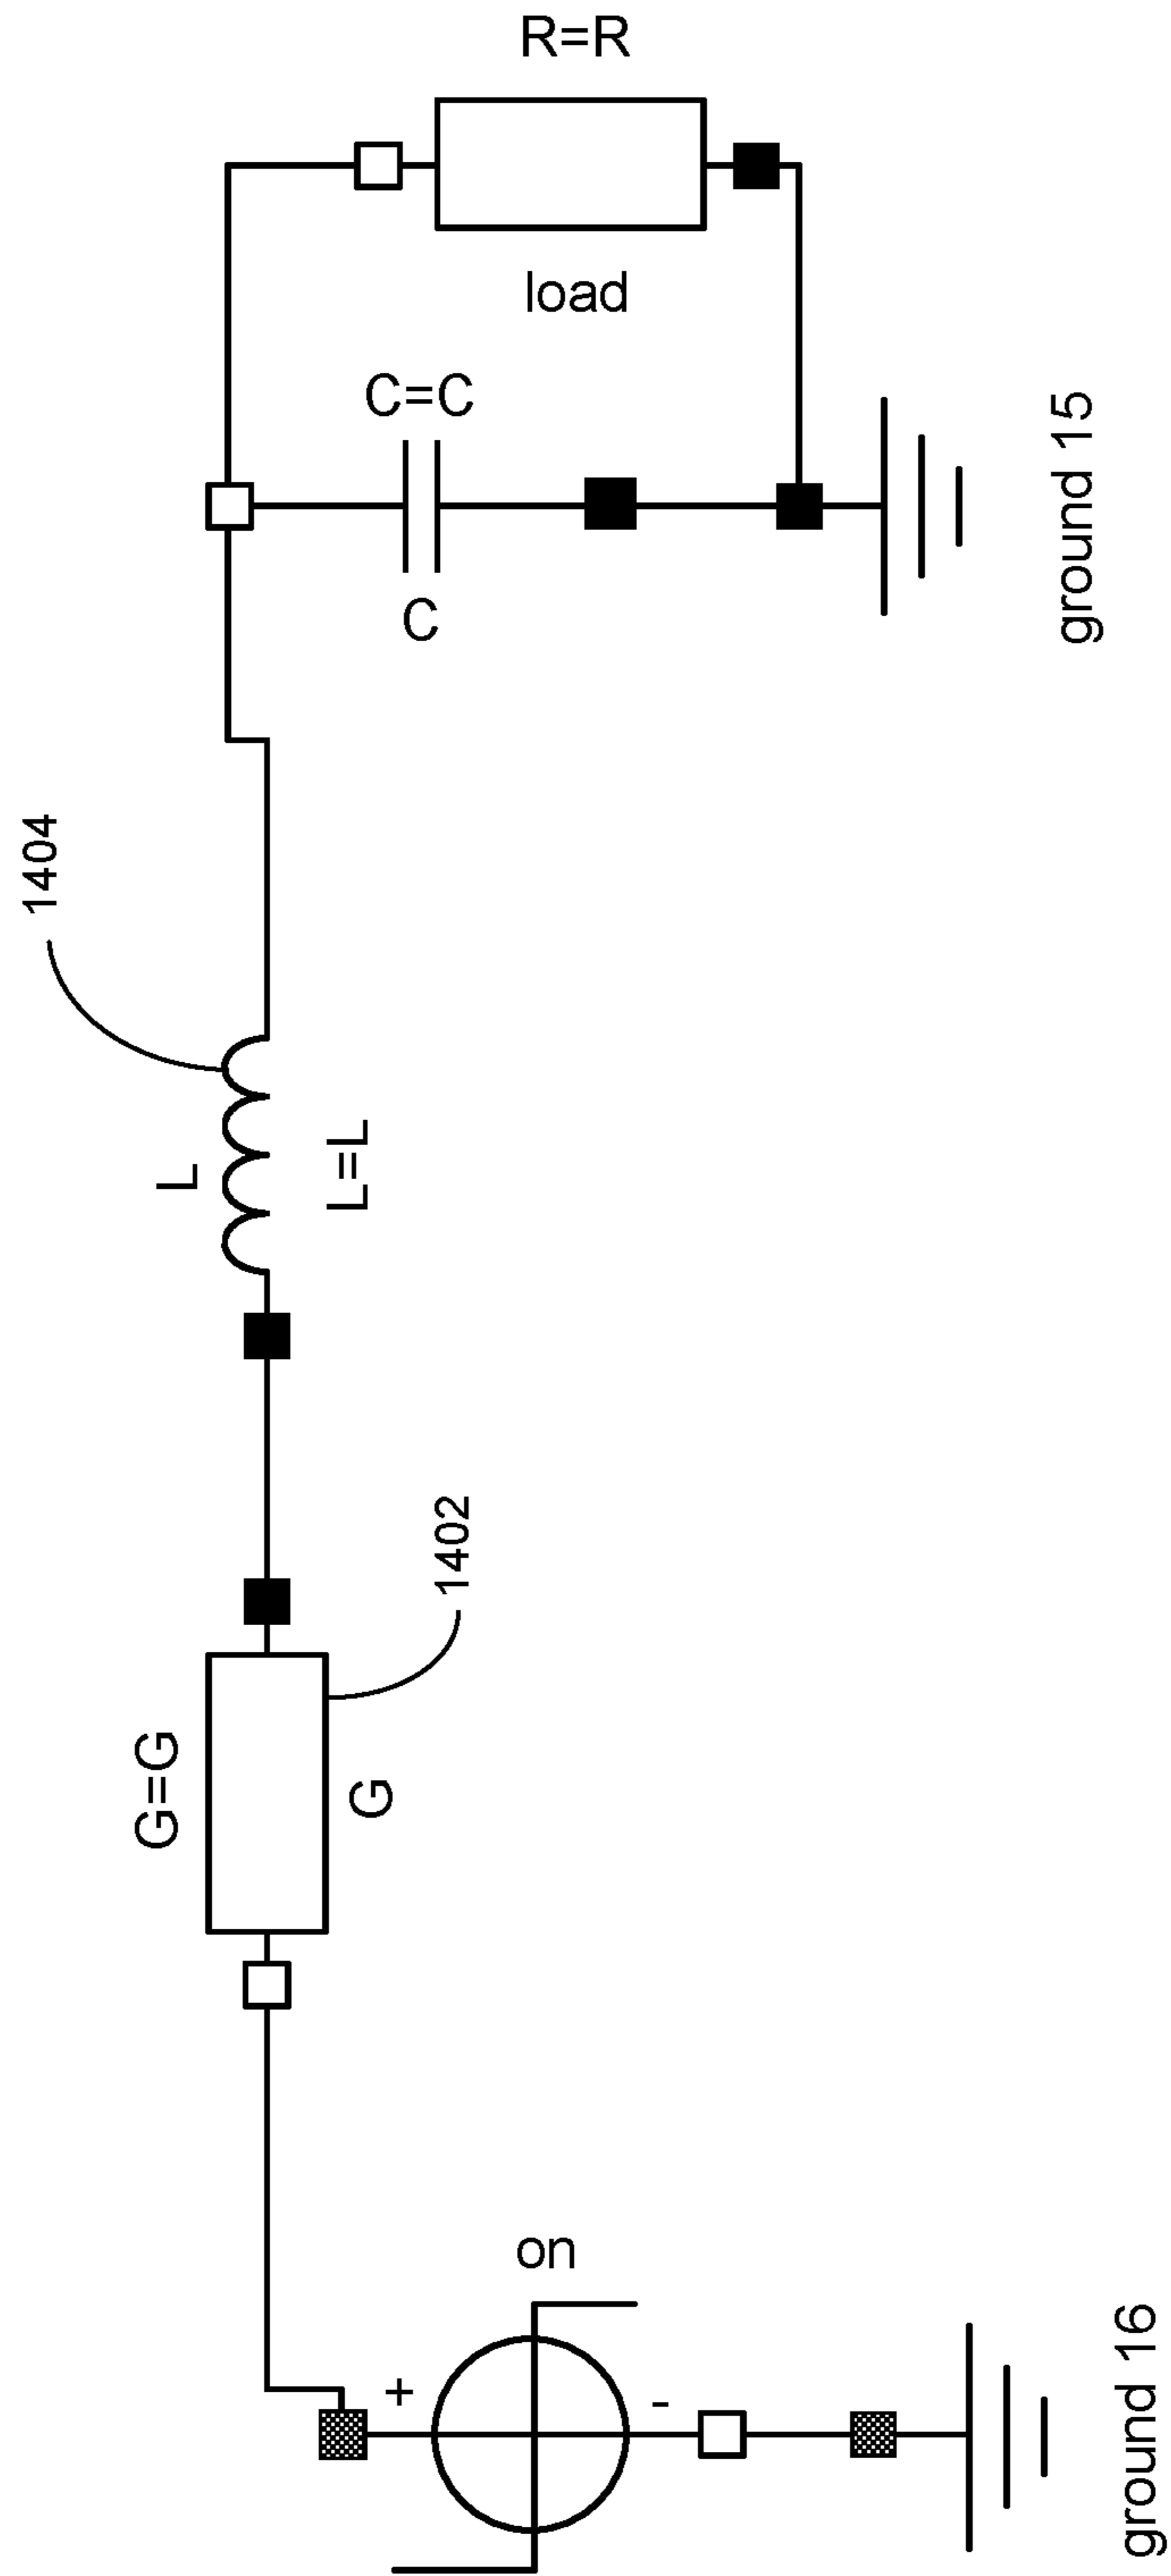 R=R
load
C=C
C
ground 15
1404
L
L=L
1402
G=G
G
on
+
-
ground 16